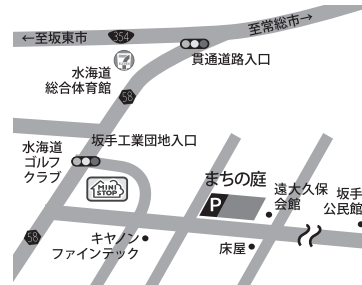 ←至坂東市
354
至常総市→
7
貫通道路入口
水海道
総合体育館
58
坂手工業団地入口
水海道
ゴルフ
クラブ
MINI
STOP
まちの庭
P
遠大久保
会館
坂手
公民館
58
キヤノン
ファインテック
床屋